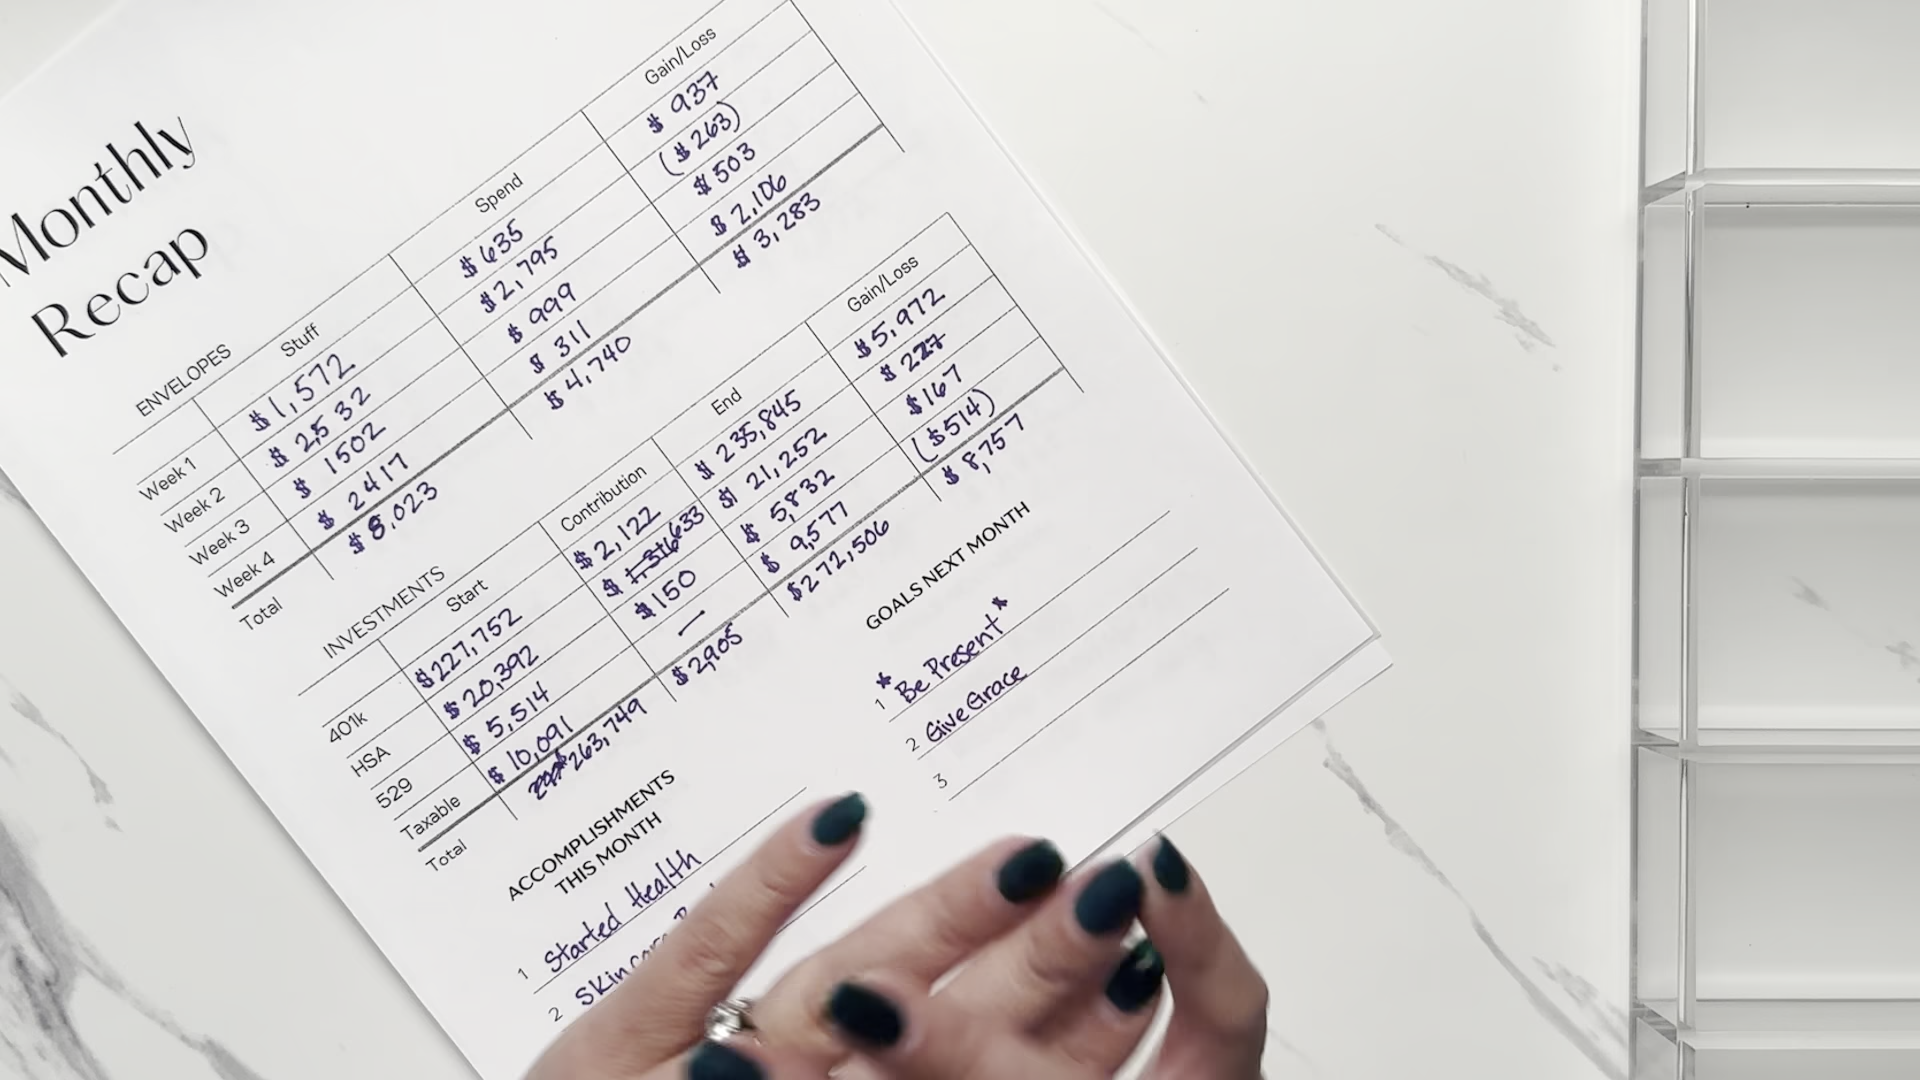 Monthly
Recap
ENVELOPES Stuff Spend Gain/Loss
Week 1 $1,572 $635 $937
Week 2 $2,532 $2,795 ($263)
Week 3 $1502 $999 $503
Week 4 $2417 $311 $2,106
Total $8,023 $4,740 $3,283
INVESTMENTS Start Contribution End Gain/Loss
401k $227,752 $2,122 $235,845 $5,972
HSA $20,392 $ 633 $21,252 $227
529 $5,514 $150 $5,832 $167
Taxable $10,091 — $9,577 ($514)
Total $263,749 $2,905 $272,506 $8,757
ACCOMPLISHMENTS
THIS MONTH
1 Started Health
2 Skincare
GOALS NEXT MONTH
1 *Be Present*
2 Give Grace
3